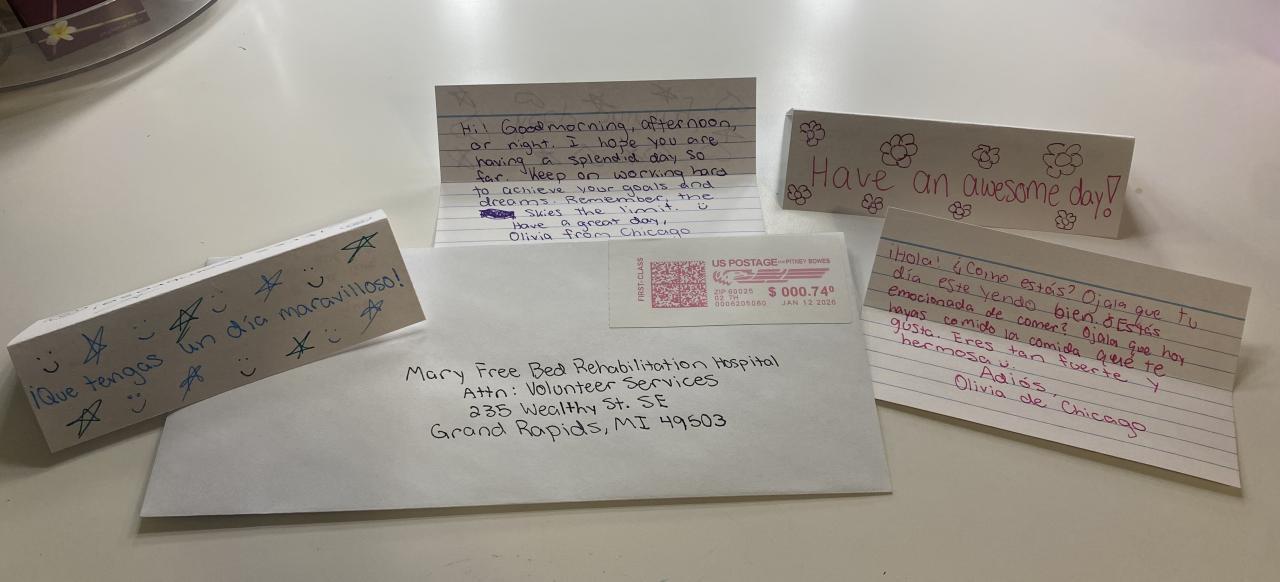 Hi! Goodmorning, afternoon,
or night. I hope you are
having a splendid day so
far. Keep on working hard
to achieve your goals and
dreams. Remember, the
skies the limit. ü
Have a great day,
Olivia from Chicago
Have an awesome day!
¡Que tengas un día maravilloso!
FIRST-CLASS
US POSTAGE PITNEY BOWES
ZIP 60025
02 7H
0006205060
$ 000.74⁰
JAN 12 2026
Mary Free Bed Rehabilitation Hospital
Attn: Volunteer Services
235 Wealthy St. SE
Grand Rapids, MI 49503
¡Hola! ¿Como estás? Ojala que tu
día este yendo bien. ¿Estás
emocionada de comer? Ojala que hoy
hayas comido la comida que te
gusta. Eres tan fuerte y
hermosa ü.
Adiós,
Olivia de Chicago